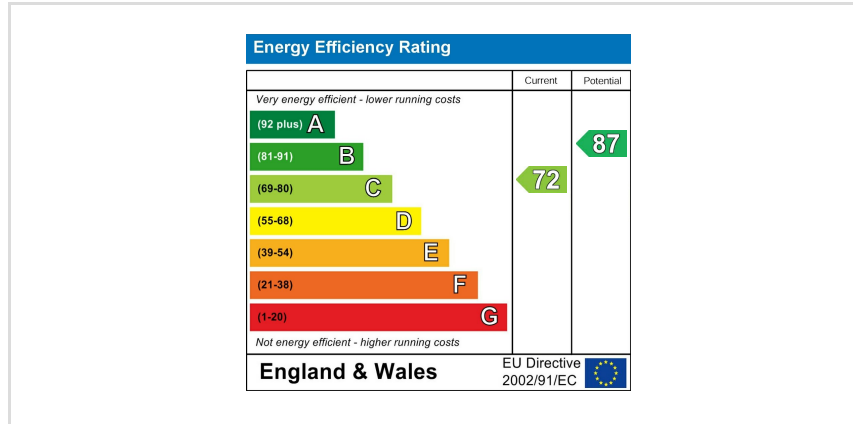 Energy Efficiency Rating
Current Potential
Very energy efficient - lower running costs
(92 plus) A
(81-91) B
87
(69-80) C
72
(55-68) D
(39-54) E
(21-38) F
(1-20) G
Not energy efficient - higher running costs
England & Wales
EU Directive
2002/91/EC